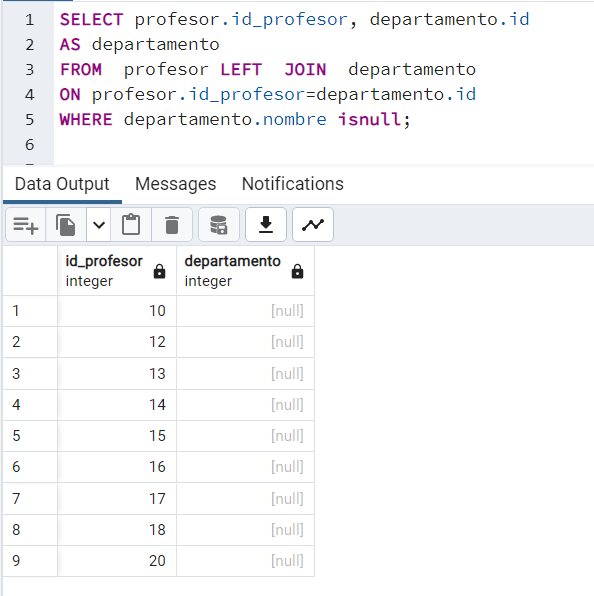 1 SELECT profesor.id_profesor, departamento.id
2 AS departamento
3 FROM  profesor LEFT  JOIN  departamento
4 ON profesor.id_profesor=departamento.id
5 WHERE departamento.nombre isnull;
6
Data Output Messages Notifications
id_profesor departamento
integer integer
1 10 [null]
2 12 [null]
3 13 [null]
4 14 [null]
5 15 [null]
6 16 [null]
7 17 [null]
8 18 [null]
9 20 [null]